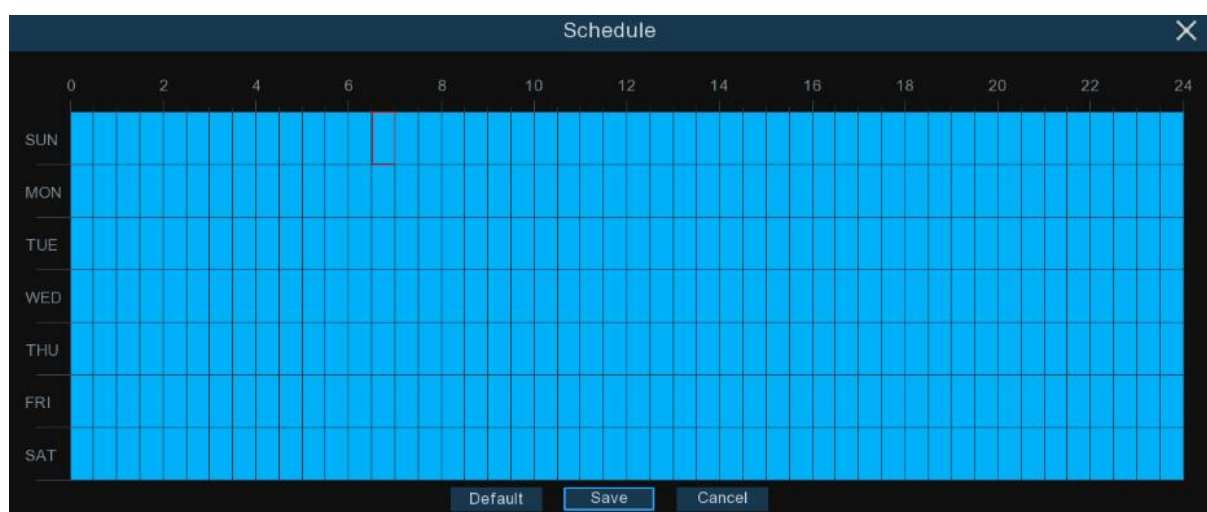 Schedule
0 2 4 6 8 10 12 14 16 18 20 22 24
SUN
MON
TUE
WED
THU
FRI
SAT
Default Save Cancel